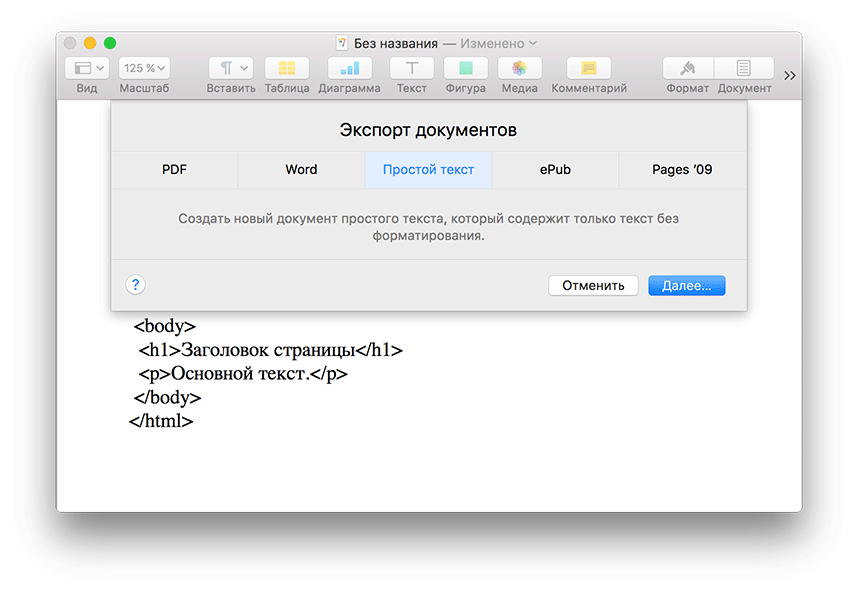 Без названия — Изменено
125 %
Вид Масштаб Вставить Таблица Диаграмма Текст Фигура Медиа Комментарий Формат Документ
Экспорт документов
PDF Word Простой текст ePub Pages ’09
Создать новый документ простого текста, который содержит только текст без
форматирования.
? Отменить Далее...
<body>
<h1>Заголовок страницы</h1>
<p>Основной текст.</p>
</body>
</html>